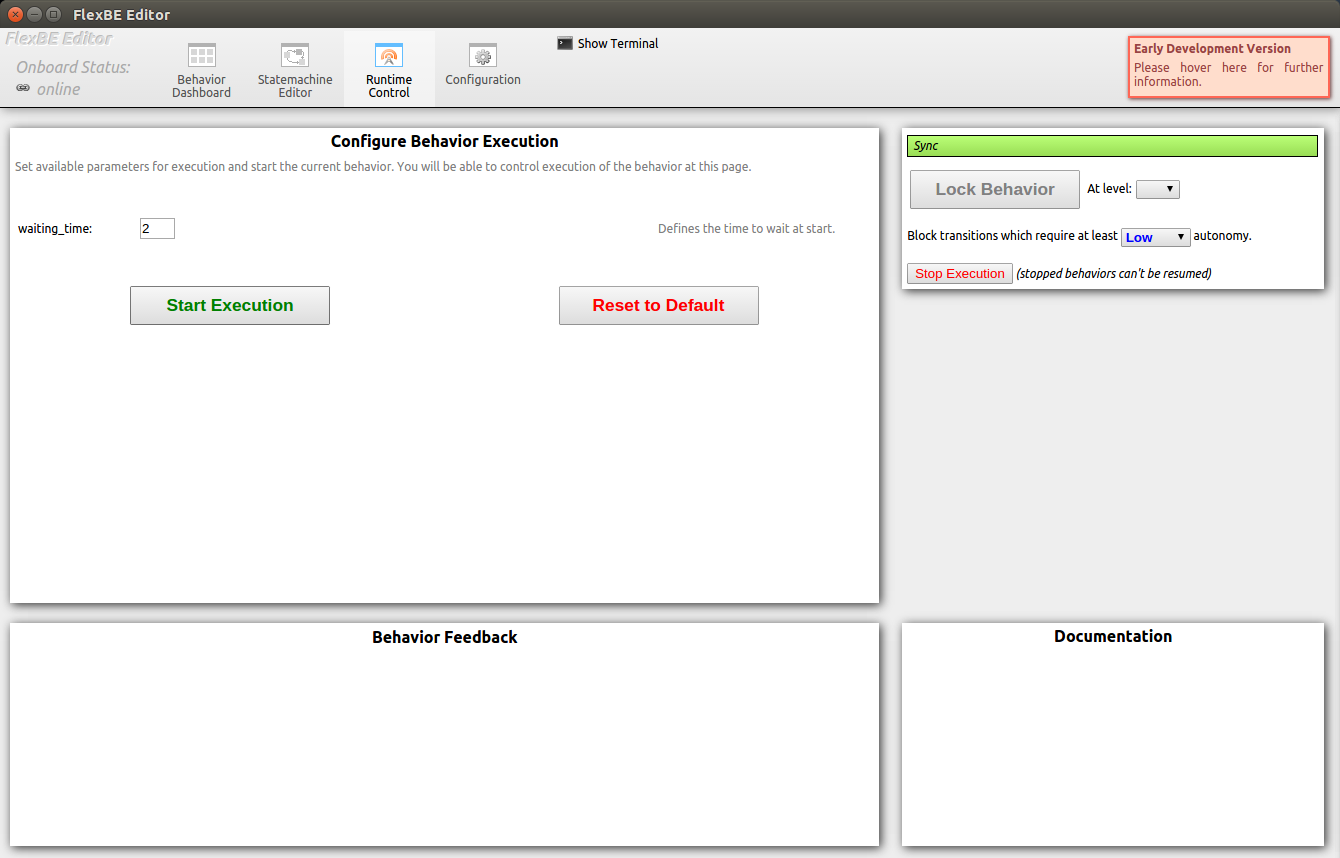 FlexBE Editor
FlexBE Editor
Onboard Status:
online
Behavior
Dashboard
Statemachine
Editor
Runtime
Control
Configuration
Show Terminal
Early Development Version
Please hover here for further
information.
Configure Behavior Execution
Set available parameters for execution and start the current behavior. You will be able to control execution of the behavior at this page.
waiting_time: 2 Defines the time to wait at start.
Start Execution Reset to Default
Sync
Lock Behavior At level:
Block transitions which require at least Low autonomy.
Stop Execution (stopped behaviors can't be resumed)
Behavior Feedback
Documentation